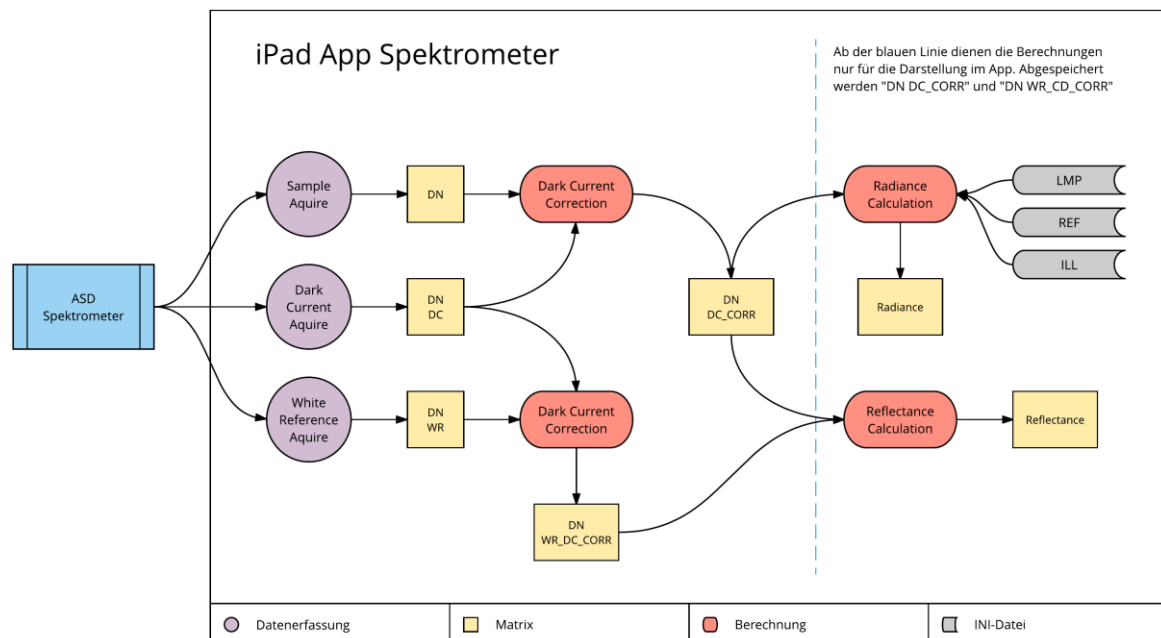 iPad App Spektrometer
Ab der blauen Linie dienen die Berechnungen
nur für die Darstellung im App. Abgespeichert
werden "DN DC_CORR" und "DN WR_CD_CORR"
ASD
Spektrometer
Sample
Aquire
DN
Dark Current
Correction
Radiance
Calculation
LMP
REF
ILL
Dark
Current
Aquire
DN
DC
DN
DC_CORR
Radiance
White
Reference
Aquire
DN
WR
Dark Current
Correction
Reflectance
Calculation
Reflectance
DN
WR_DC_CORR
Datenerfassung
Matrix
Berechnung
INI-Datei